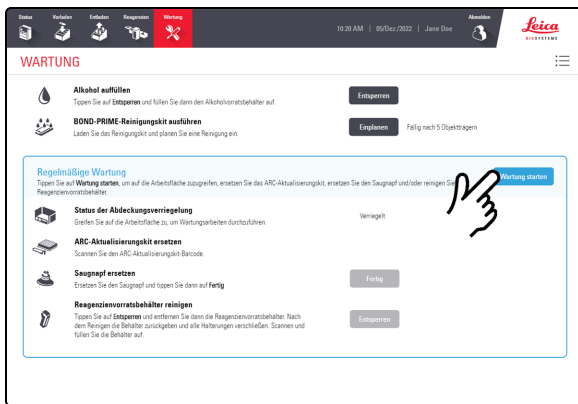 Status Vorladen Entladen Reagenzien Wartung Abmelden
10:20 AM | 05/Dez./2022 | Jane Doe
Leica
BIOSYSTEMS
WARTUNG
Alkohol auffüllen
Tippen Sie auf Entsperren und füllen Sie dann den Alkoholvorratsbehälter auf.
Entsperren
BOND-PRIME-Reinigungskit ausführen
Laden Sie das Reinigungskit und planen Sie eine Reinigung ein.
Einplanen Fällig nach 5 Objektträgern
Regelmäßige Wartung
Tippen Sie auf Wartung starten, um auf die Arbeitsfläche zuzugreifen, ersetzen Sie das ARC-Aktualisierungskit, ersetzen Sie den Saugnapf und/oder reinigen Sie
Reagenzienvorratsbehälter.
Wartung starten
Status der Abdeckungsverriegelung
Greifen Sie auf die Arbeitsfläche zu, um Wartungsarbeiten durchzuführen.
Verriegelt
ARC-Aktualisierungskit ersetzen
Scannen Sie den ARC-Aktualisierungskit-Barcode.
Saugnapf ersetzen
Ersetzen Sie den Saugnapf und tippen Sie dann auf Fertig
Fertig
Reagenzienvorratsbehälter reinigen
Tippen Sie auf Entsperren und entfernen Sie dann die Reagenzienvorratsbehälter. Nach
dem Reinigen die Behälter zurückgeben und alle Halterungen verschließen. Scannen und
füllen Sie die Behälter auf.
Entsperren